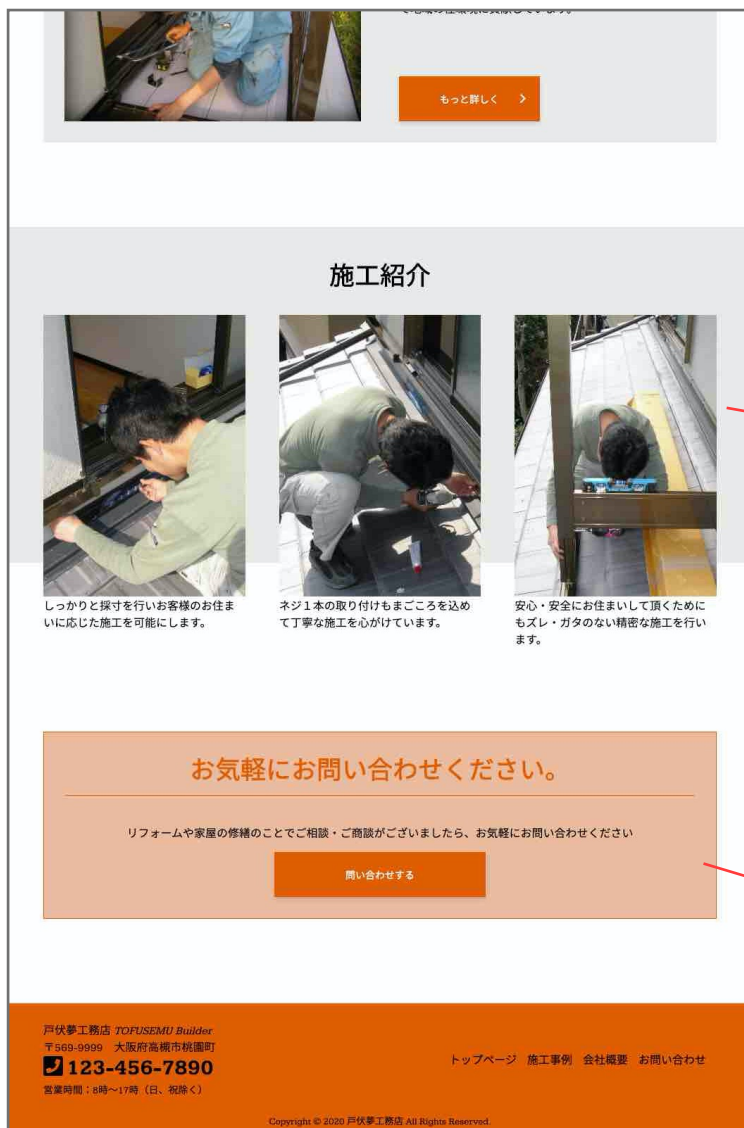 もっと詳しく
施工紹介
しっかりと採寸を行いお客様のお住ま
いに応じた施工を可能にします。
ネジ１本の取り付けもまごころを込め
て丁寧な施工を心がけています。
安心・安全にお住まいして頂くために
もズレ・ガタのない精密な施工を行い
ます。
お気軽にお問い合わせください。
リフォームや家屋の修繕のことでご相談・ご商談がございましたら、お気軽にお問い合わせください
問い合わせする
戸伏夢工務店 TOFUSEMU Builder
〒569-9999　大阪府高槻市桃園町
123-456-7890
営業時間：8時〜17時（日、祝除く）
トップページ 施工事例 会社概要 お問い合わせ
Copyright © 2020 戸伏夢工務店 All Rights Reserved.